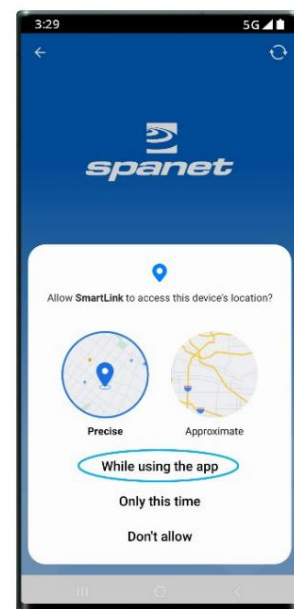 3:29 5G
spanet
Allow SmartLink to access this device's location?
Precise Approximate
While using the app
Only this time
Don't allow